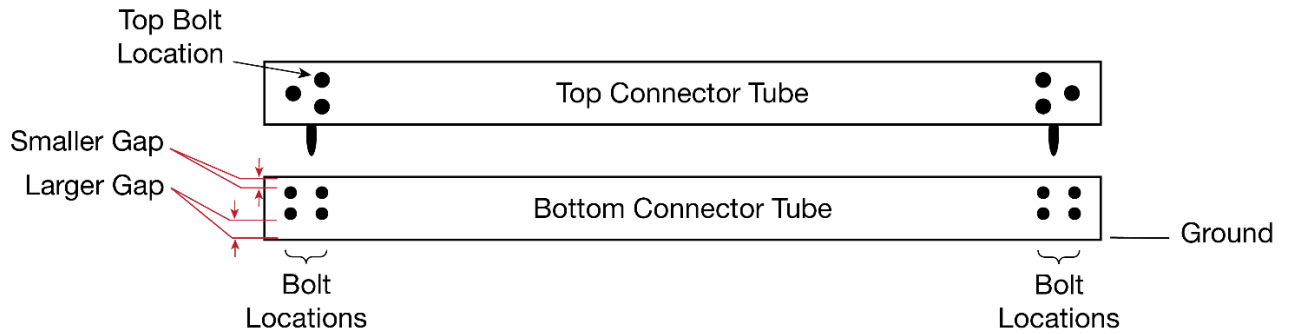 Top Bolt
Location
Top Connector Tube
Smaller Gap
Larger Gap
Bottom Connector Tube
Ground
Bolt
Locations
Bolt
Locations